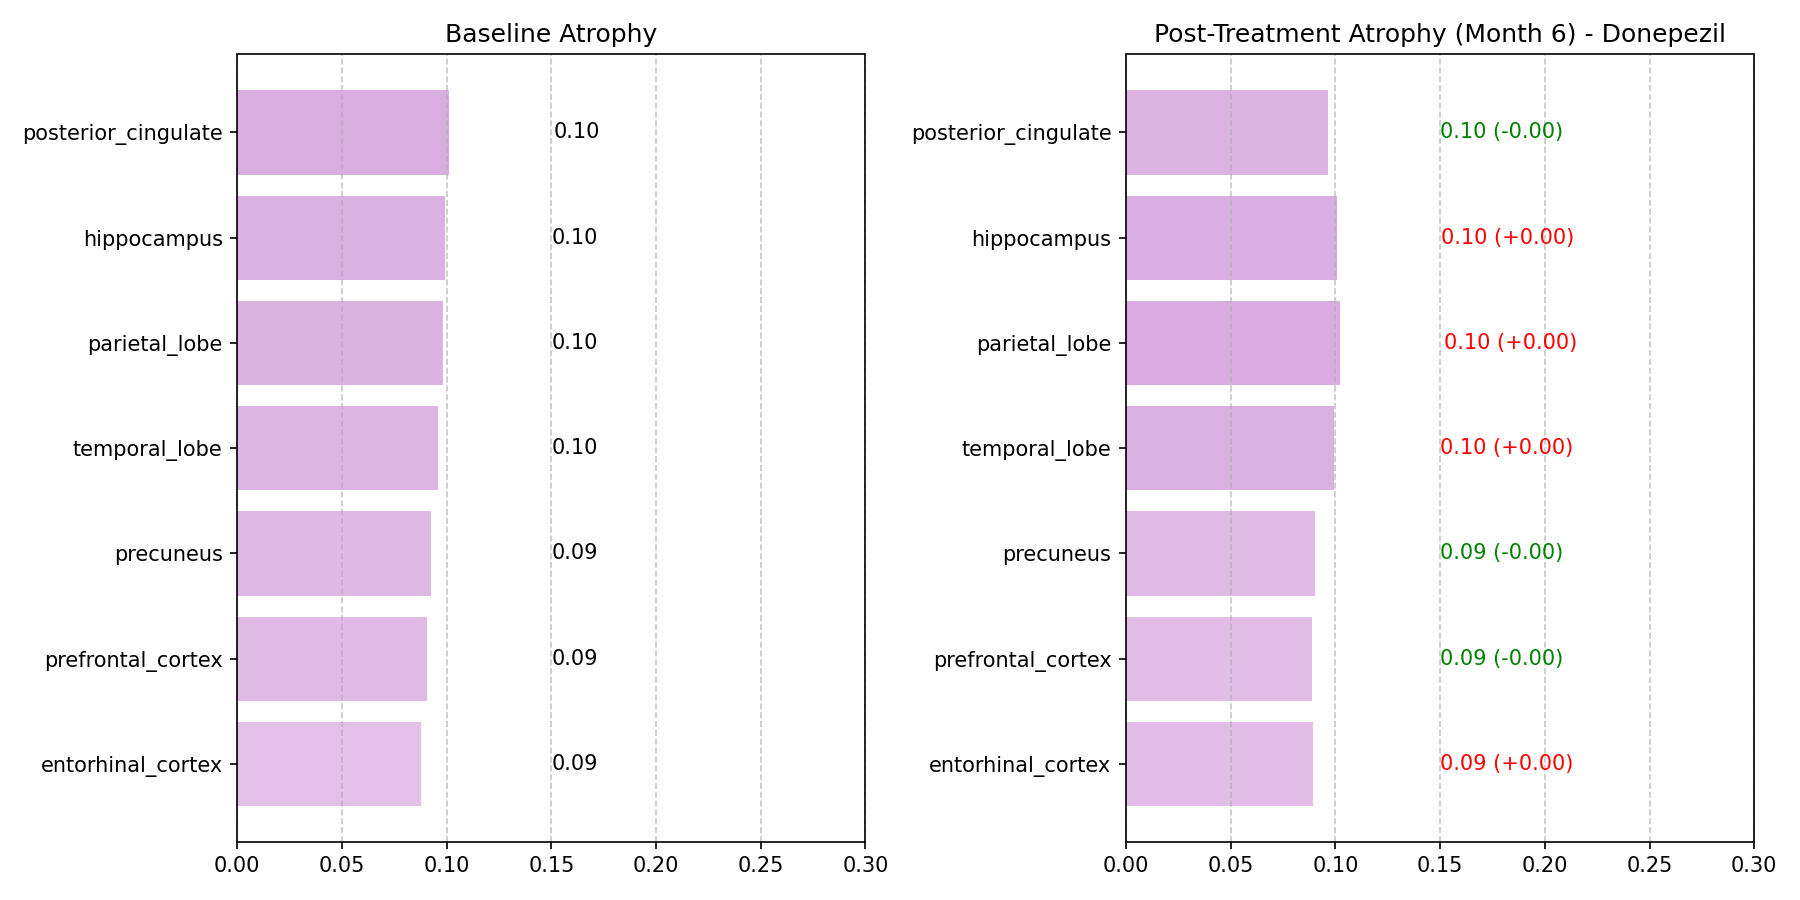 Baseline Atrophy
posterior_cingulate
0.10
hippocampus
0.10
parietal_lobe
0.10
temporal_lobe
0.10
precuneus
0.09
prefrontal_cortex
0.09
entorhinal_cortex
0.09
0.00 0.05 0.10 0.15 0.20 0.25 0.30
Post-Treatment Atrophy (Month 6) - Donepezil
posterior_cingulate
0.10 (-0.00)
hippocampus
0.10 (+0.00)
parietal_lobe
0.10 (+0.00)
temporal_lobe
0.10 (+0.00)
precuneus
0.09 (-0.00)
prefrontal_cortex
0.09 (-0.00)
entorhinal_cortex
0.09 (+0.00)
0.00 0.05 0.10 0.15 0.20 0.25 0.30